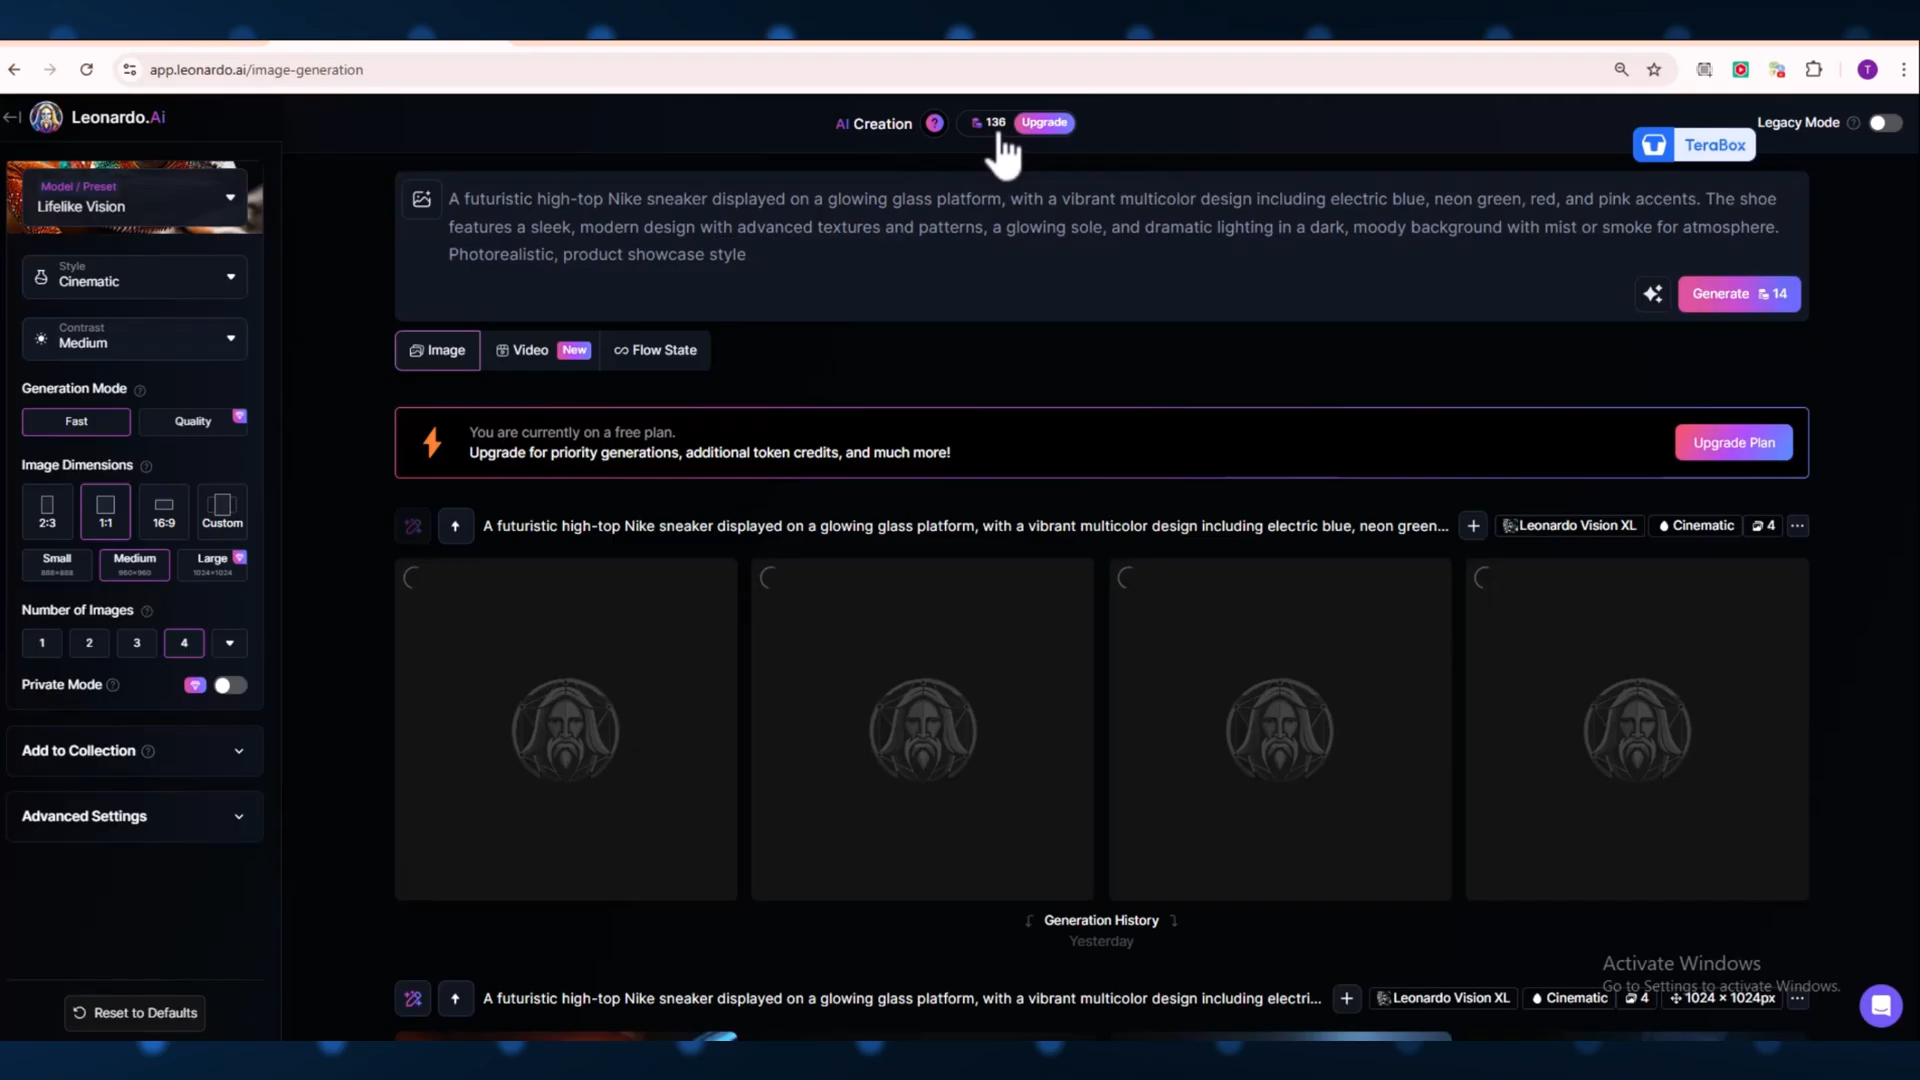 app.leonardo.ai/image-generation
T
Leonardo.Ai
AI Creation ? 136 Upgrade
Legacy Mode ?
TeraBox
Model / Preset
Lifelike Vision
Style
Cinematic
Contrast
Medium
Generation Mode ?
Fast Quality
Image Dimensions ?
2:3 1:1 16:9 Custom
Small Medium Large
888×888 960×960 1024×1024
Number of Images ?
1 2 3 4
Private Mode ?
Add to Collection ?
Advanced Settings
Reset to Defaults
A futuristic high-top Nike sneaker displayed on a glowing glass platform, with a vibrant multicolor design including electric blue, neon green, red, and pink accents. The shoe
features a sleek, modern design with advanced textures and patterns, a glowing sole, and dramatic lighting in a dark, moody background with mist or smoke for atmosphere.
Photorealistic, product showcase style
Generate 14
Image Video New Flow State
You are currently on a free plan.
Upgrade for priority generations, additional token credits, and much more!
Upgrade Plan
A futuristic high-top Nike sneaker displayed on a glowing glass platform, with a vibrant multicolor design including electric blue, neon green... + Leonardo Vision XL Cinematic 4 ...
Generation History
Yesterday
Activate Windows
Go to Settings to activate Windows.
A futuristic high-top Nike sneaker displayed on a glowing glass platform, with a vibrant multicolor design including electri... + Leonardo Vision XL Cinematic 4 1024 × 1024px ...